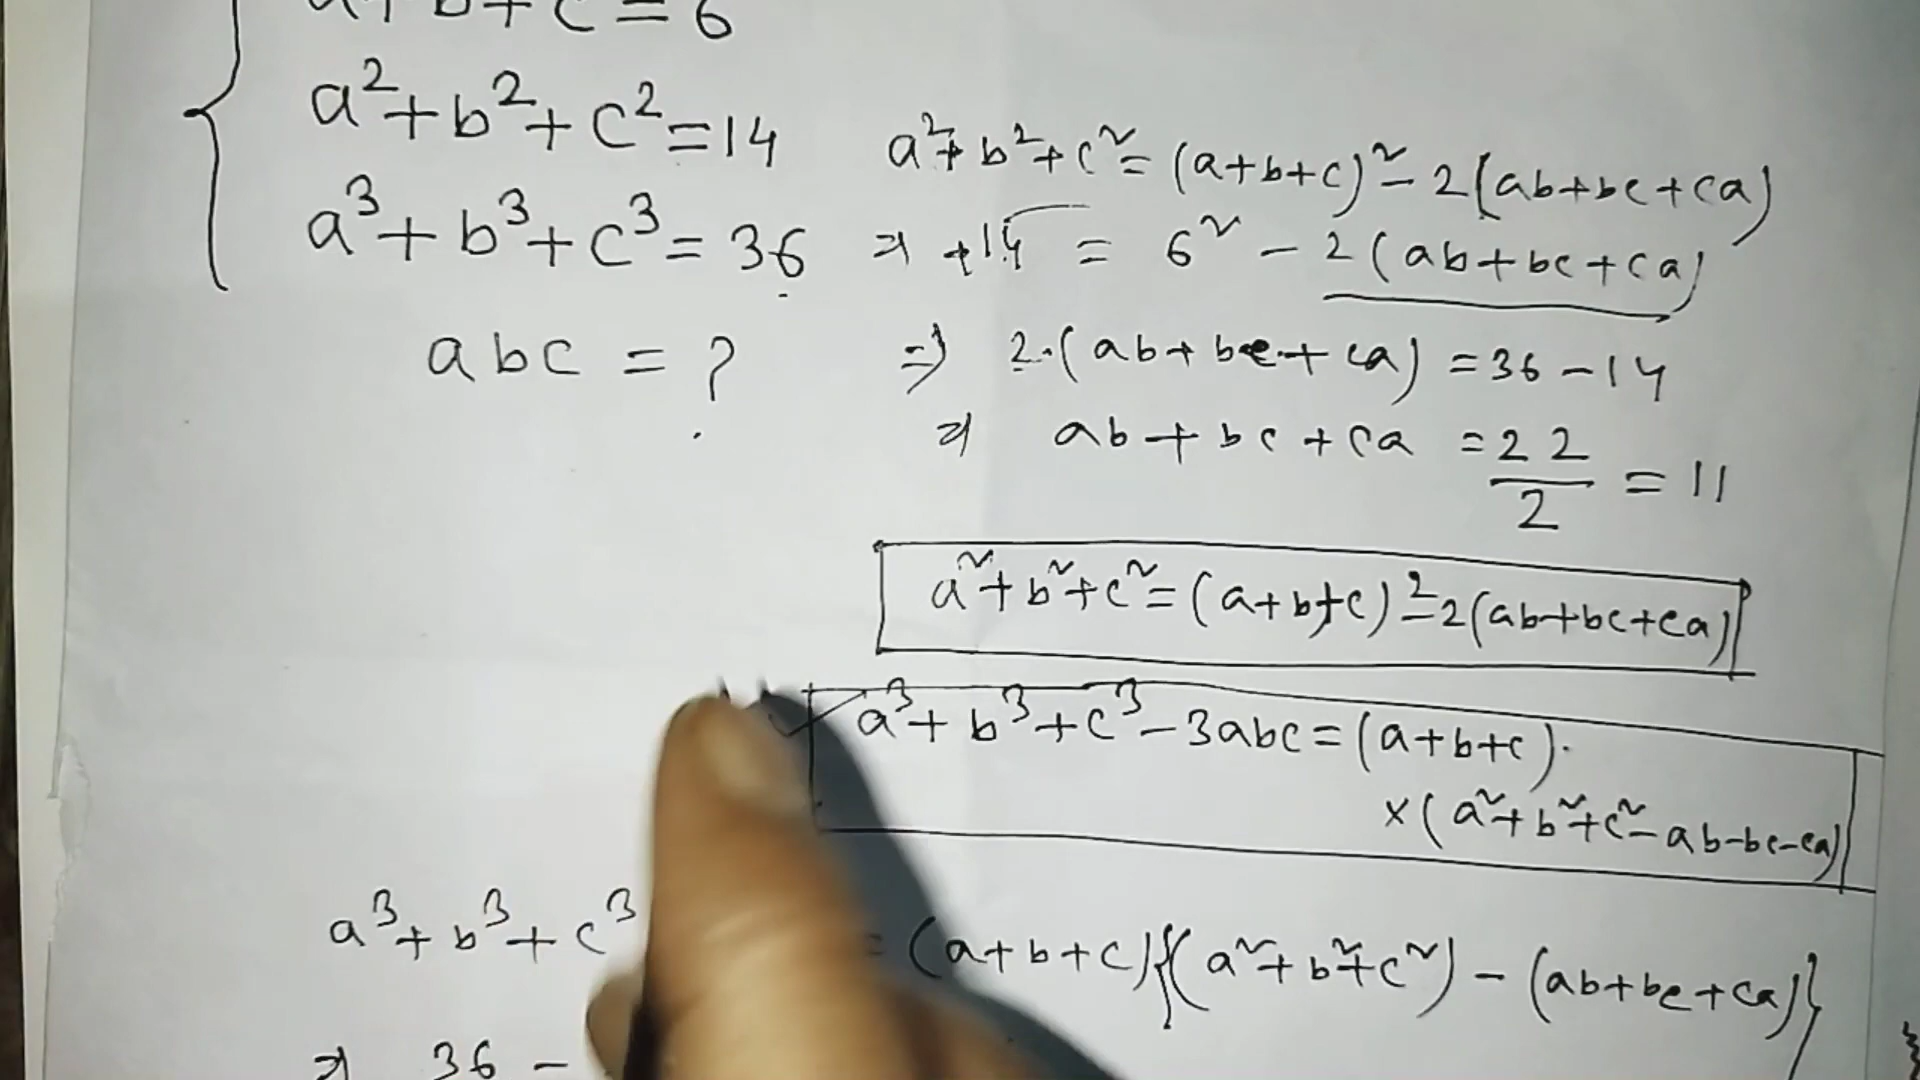 a+b+c=6
a²+b²+c²=14
a³+b³+c³=36
abc=?
a²+b²+c²=(a+b+c)²-2(ab+bc+ca)
⇒ +14 = 6² - 2(ab+bc+ca)
⇒ 2·(ab+bc+ca) = 36-14
⇒ ab+bc+ca = 22/2 = 11
a²+b²+c²=(a+b+c)²-2(ab+bc+ca)
a³+b³+c³-3abc=(a+b+c)·
×(a²+b²+c²-ab-bc-ca)
a³+b³+c³ =(a+b+c){(a²+b²+c²)-(ab+bc+ca)}
⇒ 36 -